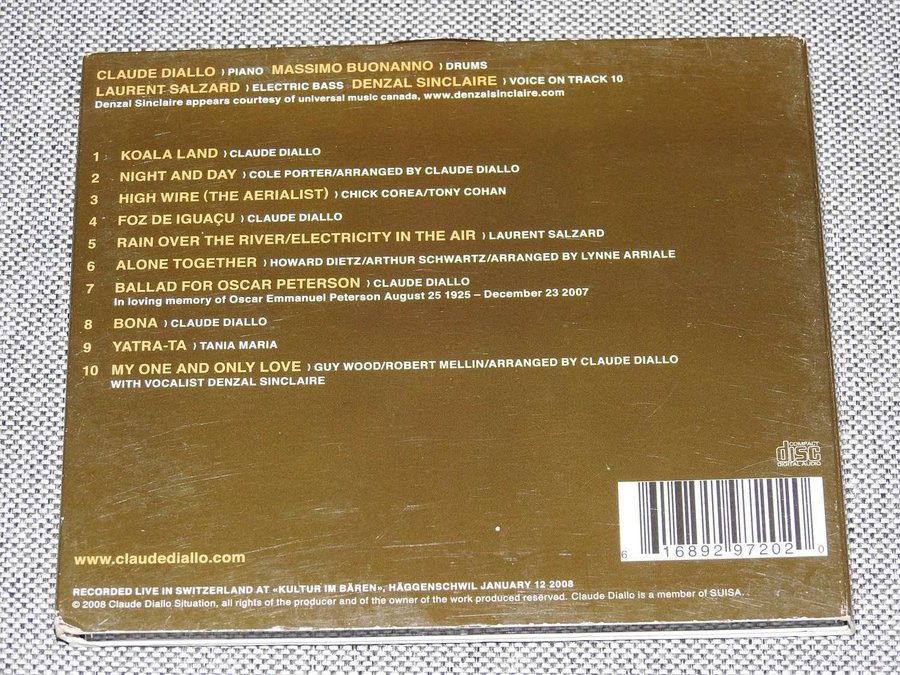 CLAUDE DIALLO ) PIANO MASSIMO BUONANNO ) DRUMS
LAURENT SALZARD ) ELECTRIC BASS DENZAL SINCLAIRE ) VOICE ON TRACK 10
Denzal Sinclaire appears courtesy of universal music canada, www.denzalsinclaire.com
1 KOALA LAND ) CLAUDE DIALLO
2 NIGHT AND DAY ) COLE PORTER/ARRANGED BY CLAUDE DIALLO
3 HIGH WIRE (THE AERIALIST) ) CHICK COREA/TONY COHAN
4 FOZ DE IGUAÇU ) CLAUDE DIALLO
5 RAIN OVER THE RIVER/ELECTRICITY IN THE AIR ) LAURENT SALZARD
6 ALONE TOGETHER ) HOWARD DIETZ/ARTHUR SCHWARTZ/ARRANGED BY LYNNE ARRIALE
7 BALLAD FOR OSCAR PETERSON ) CLAUDE DIALLO
In loving memory of Oscar Emmanuel Peterson August 25 1925 – December 23 2007
8 BONA ) CLAUDE DIALLO
9 YATRA-TA ) TANIA MARIA
10 MY ONE AND ONLY LOVE ) GUY WOOD/ROBERT MELLIN/ARRANGED BY CLAUDE DIALLO
WITH VOCALIST DENZAL SINCLAIRE
COMPACT
disc
DIGITAL AUDIO
6 16892 97202 0
www.claudediallo.com
RECORDED LIVE IN SWITZERLAND AT «KULTUR IM BÄREN», HÄGGENSCHWIL JANUARY 12 2008
© 2008 Claude Diallo Situation, all rights of the producer and of the owner of the work produced reserved. Claude Diallo is a member of SUISA.